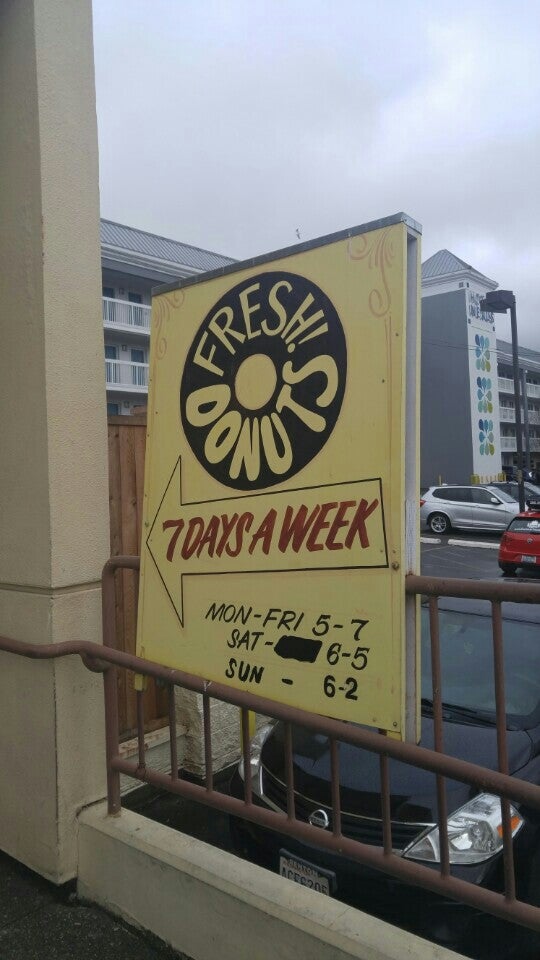 FRESH!
DONUTS
7 DAYS A WEEK
MON-FRI 5-7
SAT- 6-5
SUN - 6-2